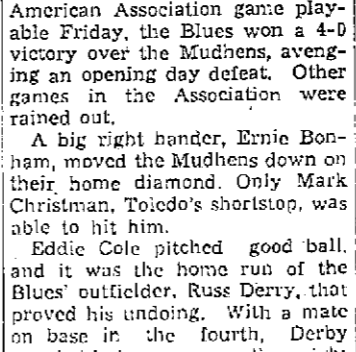 American Association game play-
able Friday, the Blues won a 4-0
victory over the Mudhens, aveng-
ing an opening day defeat. Other
games in the Association were
rained out.
A big right hander, Ernie Bon-
ham, moved the Mudhens down on
their home diamond. Only Mark
Christman, Toledo's shortstop, was
able to hit him.
Eddie Cole pitched good ball,
and it was the home run of the
Blues' outfielder, Russ Derry, that
proved his undoing. With a mate
on base in the fourth, Derby